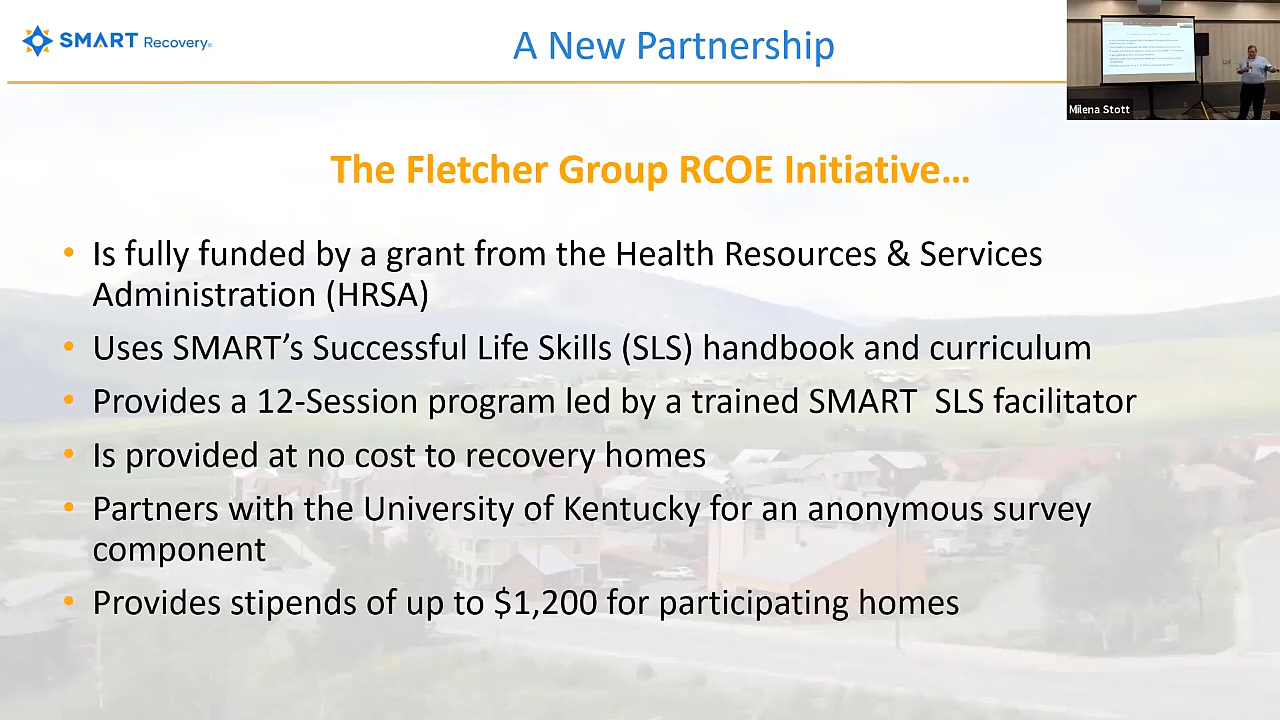 SMART Recovery®
A New Partnership
Milena Stott
The Fletcher Group RCOE Initiative…
• Is fully funded by a grant from the Health Resources & Services
Administration (HRSA)
• Uses SMART’s Successful Life Skills (SLS) handbook and curriculum
• Provides a 12-Session program led by a trained SMART  SLS facilitator
• Is provided at no cost to recovery homes
• Partners with the University of Kentucky for an anonymous survey
component
• Provides stipends of up to $1,200 for participating homes